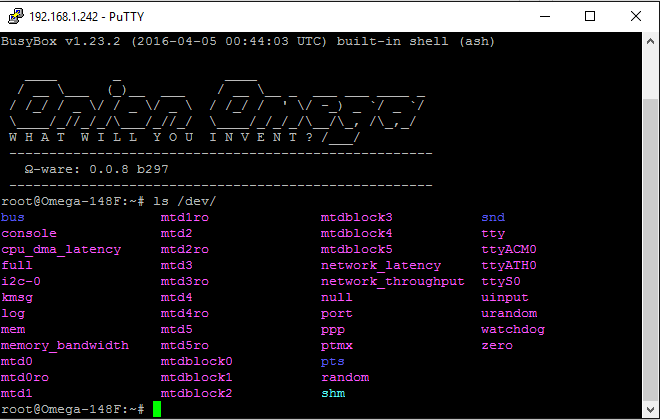 192.168.1.242 - PuTTY
BusyBox v1.23.2 (2016-04-05 00:44:03 UTC) built-in shell (ash)
Onion Omega
W H A T W I L L Y O U I N V E N T ?
Ω-ware: 0.0.8 b297
root@Omega-148F:~# ls /dev/
bus mtd1ro mtdblock3 snd
console mtd2 mtdblock4 tty
cpu_dma_latency mtd2ro mtdblock5 ttyACM0
full mtd3 network_latency ttyATH0
i2c-0 mtd3ro network_throughput ttyS0
kmsg mtd4 null uinput
log mtd4ro port urandom
mem mtd5 ppp watchdog
memory_bandwidth mtd5ro ptmx zero
mtd0 mtdblock0 pts
mtd0ro mtdblock1 random
mtd1 mtdblock2 shm
root@Omega-148F:~#